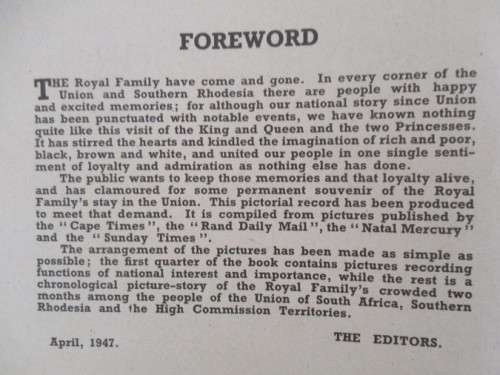 FOREWORD
THE Royal Family have come and gone. In every corner of the
Union and Southern Rhodesia there are people with happy
and excited memories; for although our national story since Union
has been punctuated with notable events, we have known nothing
quite like this visit of the King and Queen and the two Princesses.
It has stirred the hearts and kindled the imagination of rich and poor,
black, brown and white, and united our people in one single senti-
ment of loyalty and admiration as nothing else has done.
The public wants to keep those memories and that loyalty alive,
and has clamoured for some permanent souvenir of the Royal
Family's stay in the Union. This pictorial record has been produced
to meet that demand. It is compiled from pictures published by
the "Cape Times", the "Rand Daily Mail", the "Natal Mercury"
and the "Sunday Times".
The arrangement of the pictures has been made as simple as
possible; the first quarter of the book contains pictures recording
functions of national interest and importance, while the rest is a
chronological picture-story of the Royal Family's crowded two
months among the people of the Union of South Africa, Southern
Rhodesia and the High Commission Territories.
April, 1947. THE EDITORS.